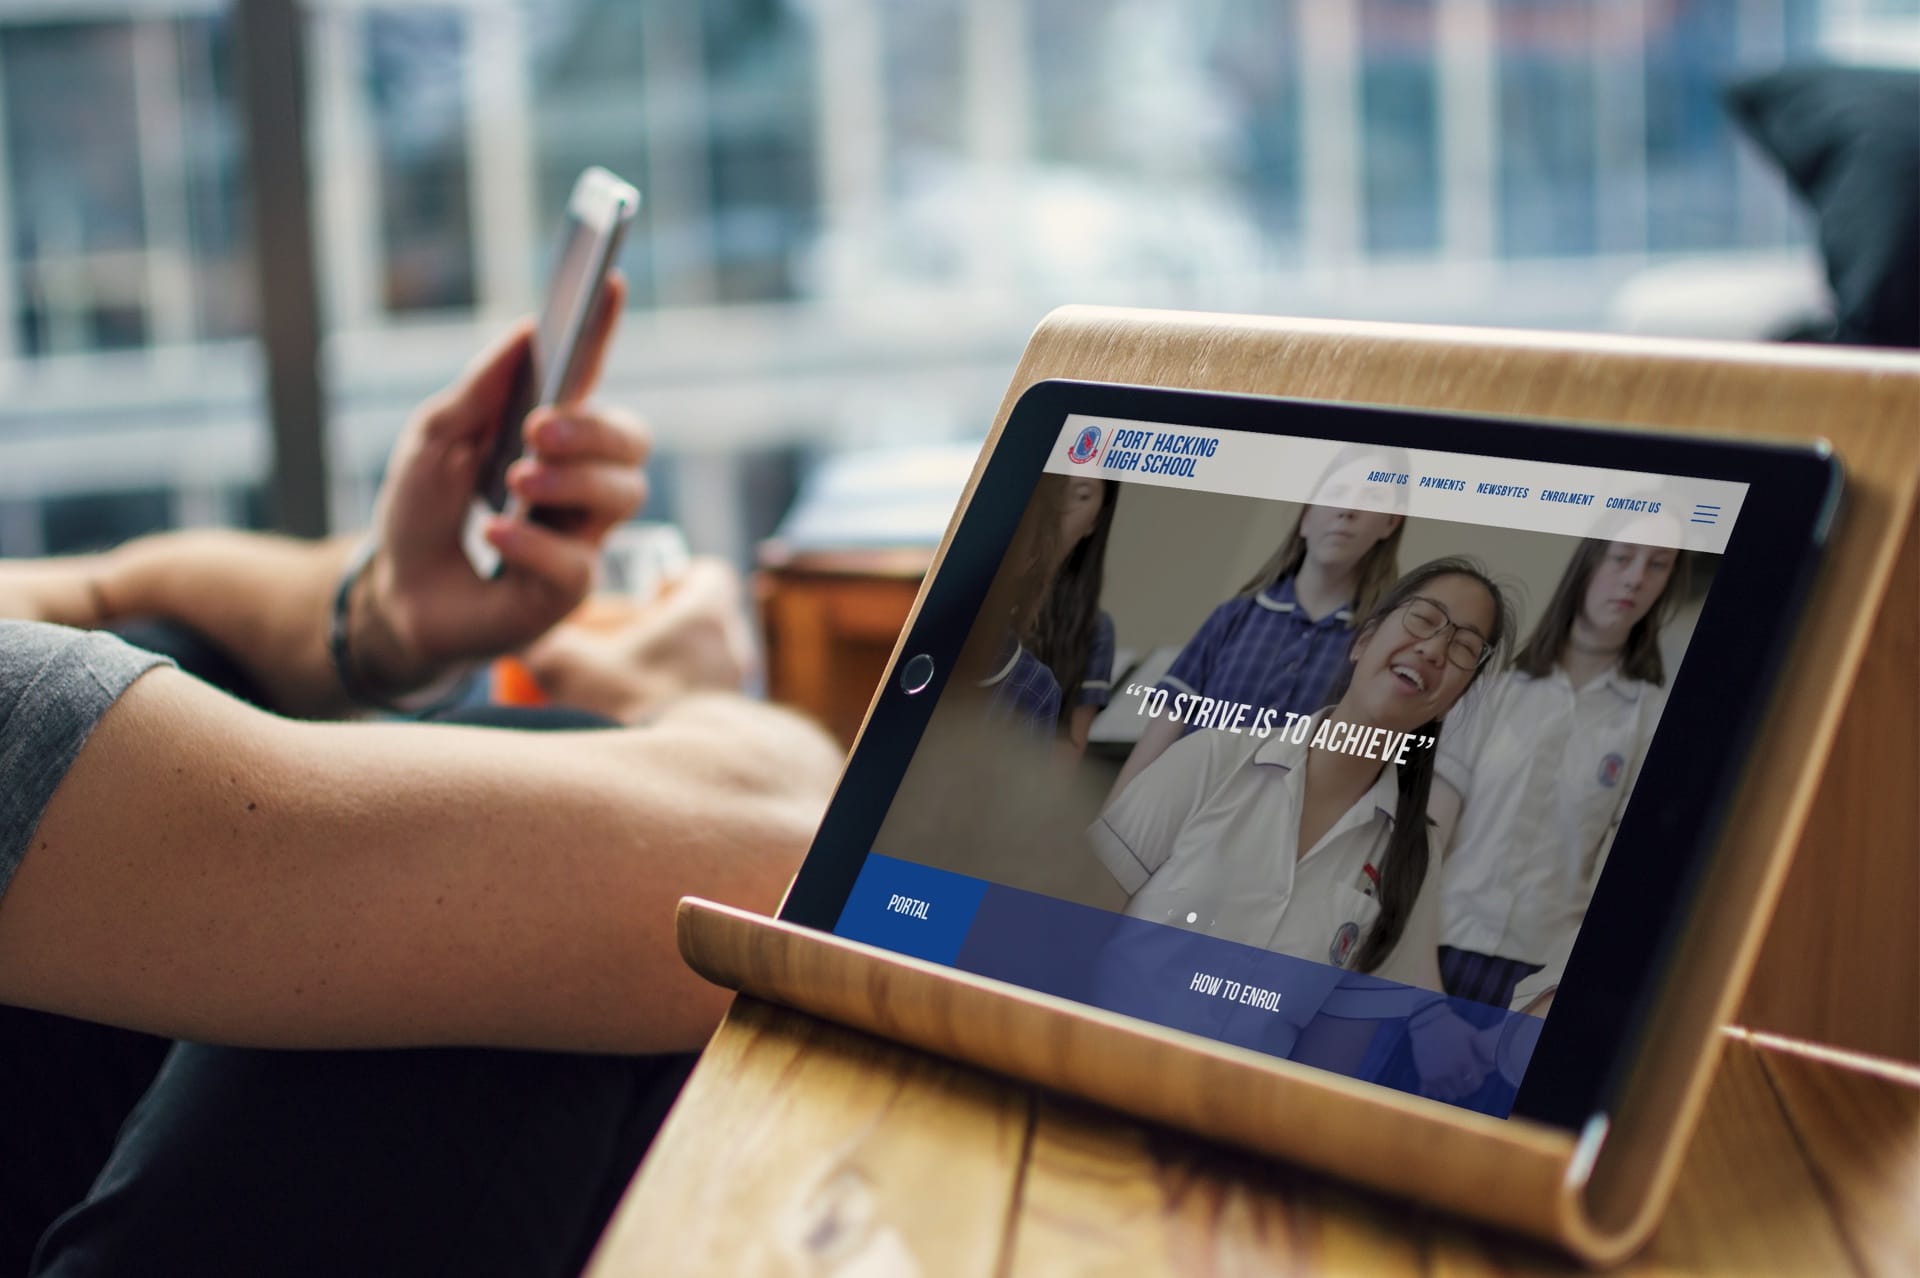 PORT HACKING
HIGH SCHOOL
ABOUT US PAYMENTS NEWSBYTES ENROLMENT CONTACT US
“TO STRIVE IS TO ACHIEVE”
PORTAL
HOW TO ENROL